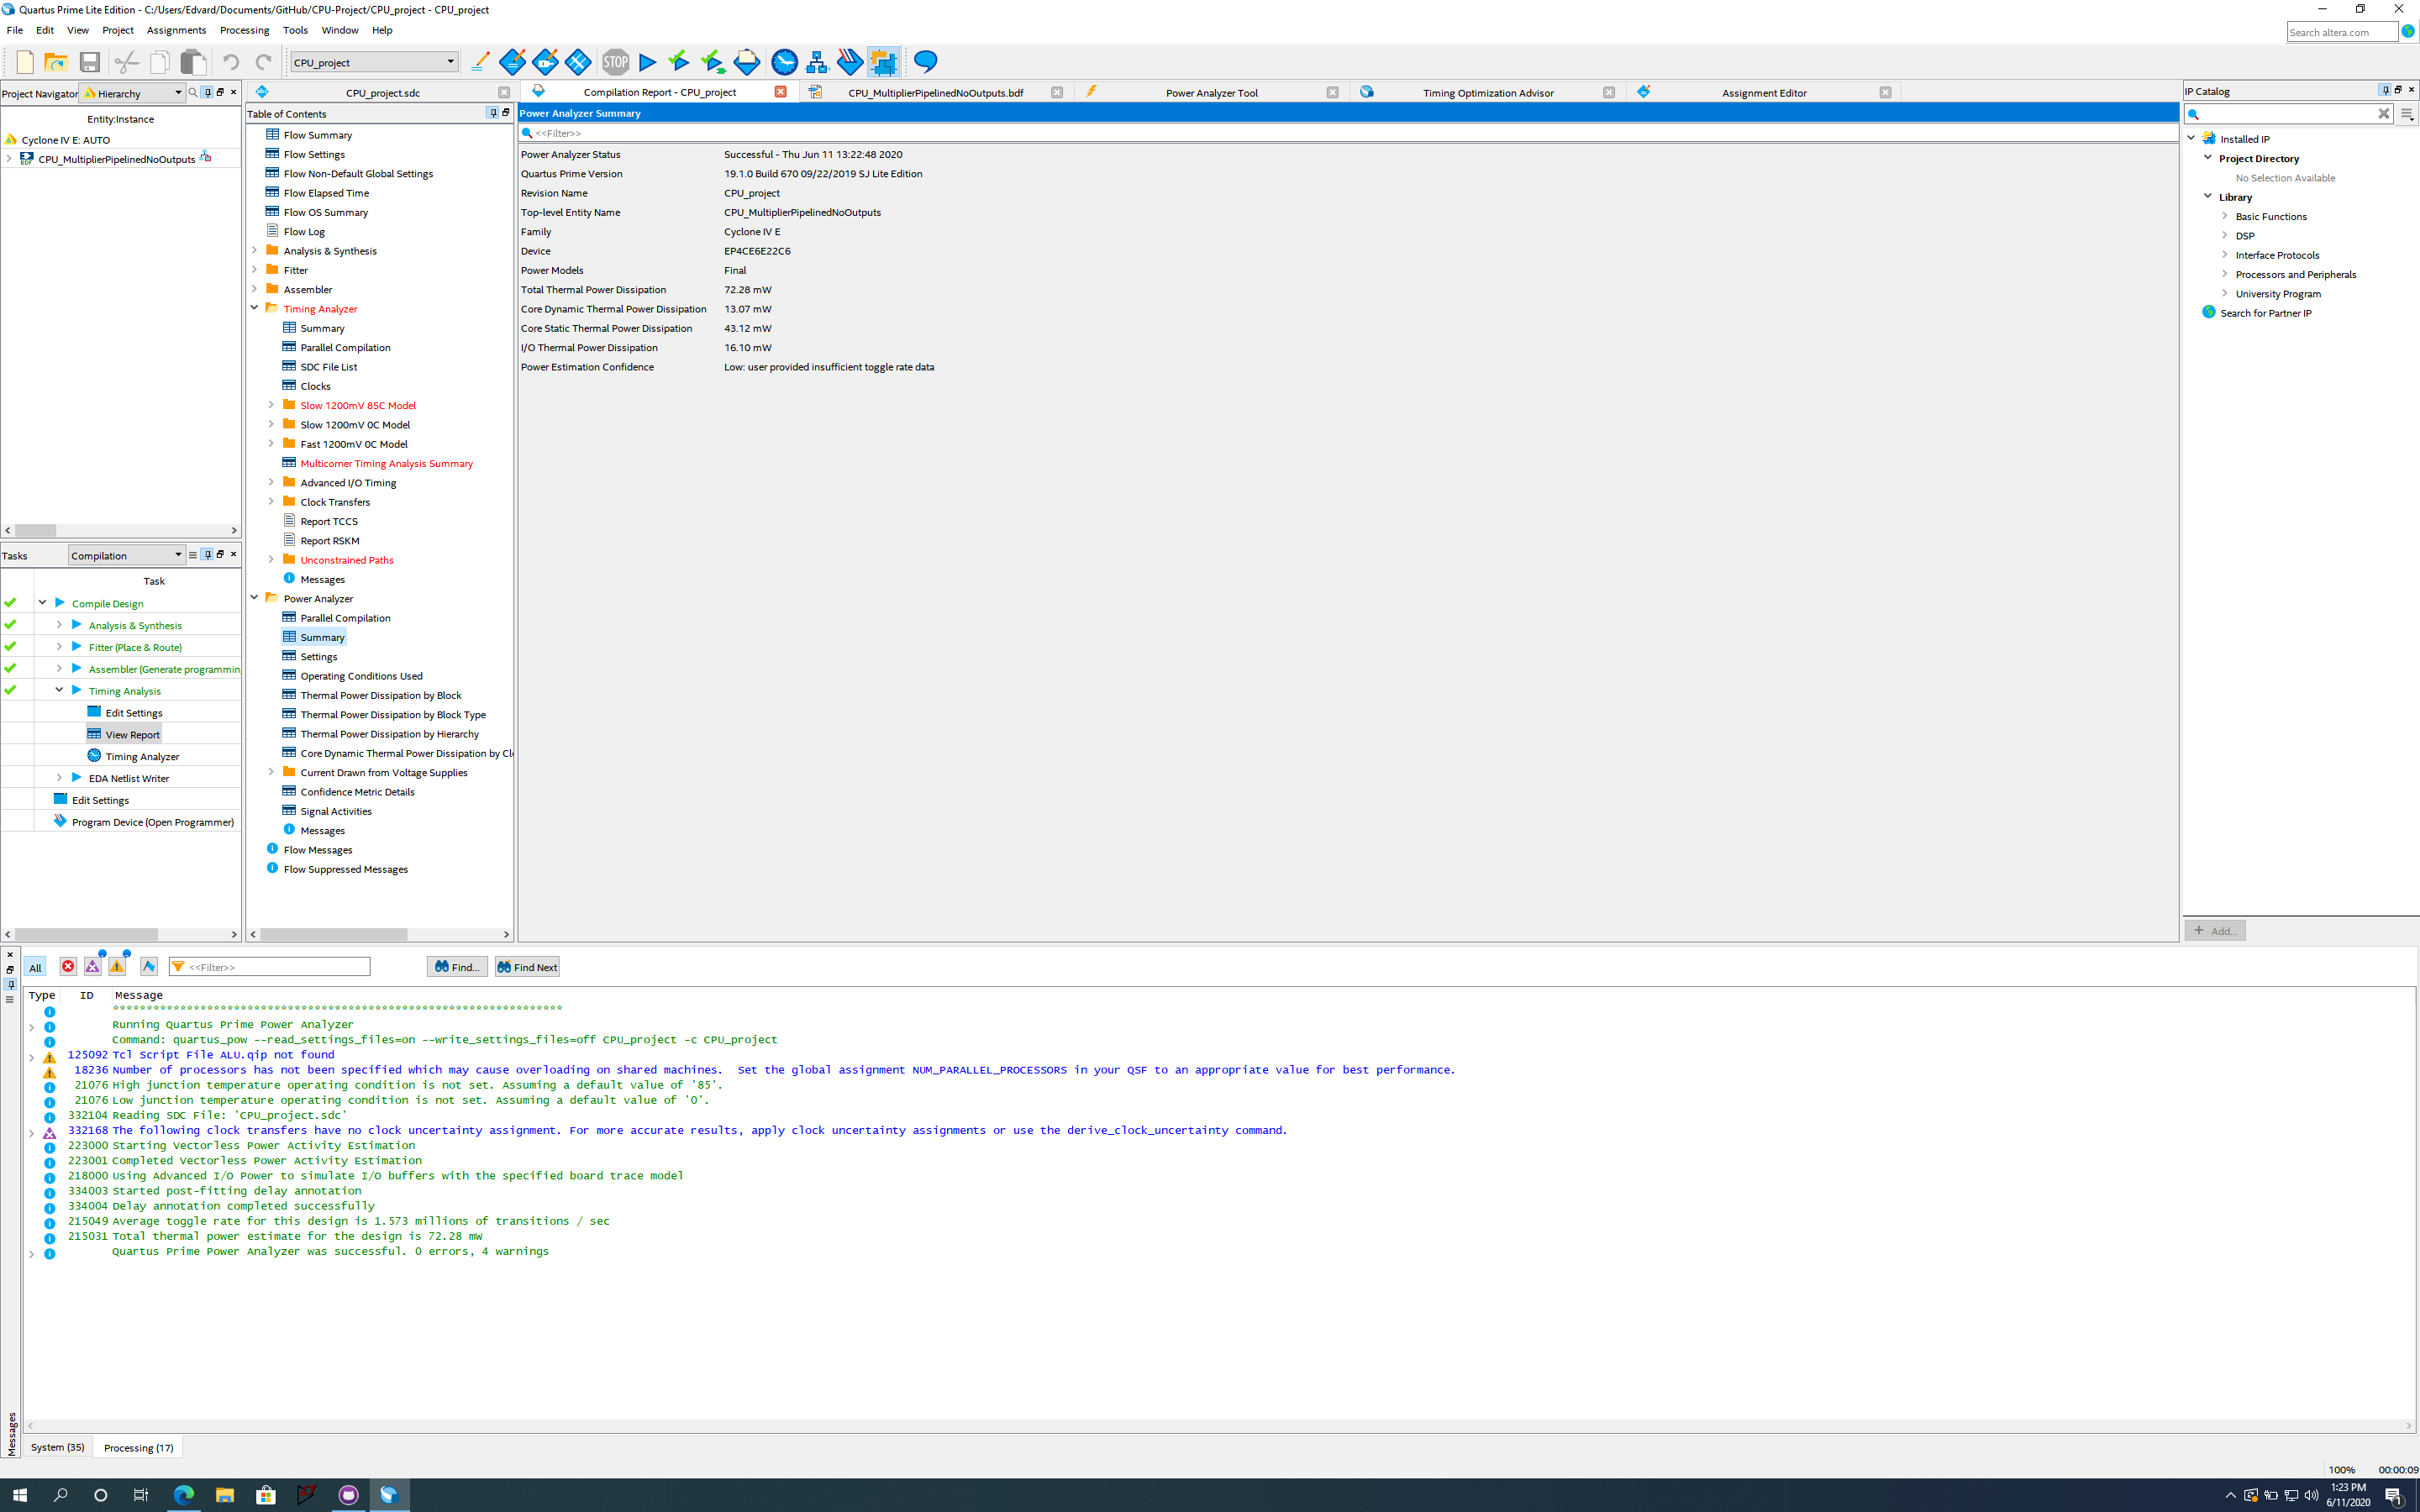 Quartus Prime Lite Edition - C:/Users/Edvard/Documents/GitHub/CPU-Project/CPU_project - CPU_project
File Edit View Project Assignments Processing Tools Window Help
Search altera.com
CPU_project
STOP
Project Navigator Hierarchy
Entity:Instance
Cyclone IV E: AUTO
BDF CPU_MultiplierPipelinedNoOutputs
Tasks Compilation
Task
Compile Design
Analysis & Synthesis
Fitter (Place & Route)
Assembler (Generate programmin
Timing Analysis
Edit Settings
View Report
Timing Analyzer
EDA Netlist Writer
Edit Settings
Program Device (Open Programmer)
CPU_project.sdc
Compilation Report - CPU_project
CPU_MultiplierPipelinedNoOutputs.bdf
Power Analyzer Tool
Timing Optimization Advisor
Assignment Editor
Table of Contents
Flow Summary
Flow Settings
Flow Non-Default Global Settings
Flow Elapsed Time
Flow OS Summary
Flow Log
Analysis & Synthesis
Fitter
Assembler
Timing Analyzer
Summary
Parallel Compilation
SDC File List
Clocks
Slow 1200mV 85C Model
Slow 1200mV 0C Model
Fast 1200mV 0C Model
Multicorner Timing Analysis Summary
Advanced I/O Timing
Clock Transfers
Report TCCS
Report RSKM
Unconstrained Paths
Messages
Power Analyzer
Parallel Compilation
Summary
Settings
Operating Conditions Used
Thermal Power Dissipation by Block
Thermal Power Dissipation by Block Type
Thermal Power Dissipation by Hierarchy
Core Dynamic Thermal Power Dissipation by Cl
Current Drawn from Voltage Supplies
Confidence Metric Details
Signal Activities
Messages
Flow Messages
Flow Suppressed Messages
Power Analyzer Summary
<<Filter>>
Power Analyzer Status Successful - Thu Jun 11 13:22:48 2020
Quartus Prime Version 19.1.0 Build 670 09/22/2019 SJ Lite Edition
Revision Name CPU_project
Top-level Entity Name CPU_MultiplierPipelinedNoOutputs
Family Cyclone IV E
Device EP4CE6E22C6
Power Models Final
Total Thermal Power Dissipation 72.28 mW
Core Dynamic Thermal Power Dissipation 13.07 mW
Core Static Thermal Power Dissipation 43.12 mW
I/O Thermal Power Dissipation 16.10 mW
Power Estimation Confidence Low: user provided insufficient toggle rate data
IP Catalog
Installed IP
Project Directory
No Selection Available
Library
Basic Functions
DSP
Interface Protocols
Processors and Peripherals
University Program
Search for Partner IP
+ Add...
All <<Filter>> Find... Find Next
Type ID Message
*******************************************************************
Running Quartus Prime Power Analyzer
Command: quartus_pow --read_settings_files=on --write_settings_files=off CPU_project -c CPU_project
125092 Tcl Script File ALU.qip not found
18236 Number of processors has not been specified which may cause overloading on shared machines.  Set the global assignment NUM_PARALLEL_PROCESSORS in your QSF to an appropriate value for best performance.
21076 High junction temperature operating condition is not set. Assuming a default value of '85'.
21076 Low junction temperature operating condition is not set. Assuming a default value of '0'.
332104 Reading SDC File: 'CPU_project.sdc'
332168 The following clock transfers have no clock uncertainty assignment. For more accurate results, apply clock uncertainty assignments or use the derive_clock_uncertainty command.
223000 Starting Vectorless Power Activity Estimation
223001 Completed Vectorless Power Activity Estimation
218000 Using Advanced I/O Power to simulate I/O buffers with the specified board trace model
334003 Started post-fitting delay annotation
334004 Delay annotation completed successfully
215049 Average toggle rate for this design is 1.573 millions of transitions / sec
215031 Total thermal power estimate for the design is 72.28 mW
Quartus Prime Power Analyzer was successful. 0 errors, 4 warnings
Messages
System (35) Processing (17)
100% 00:00:09
1:23 PM
6/11/2020
1